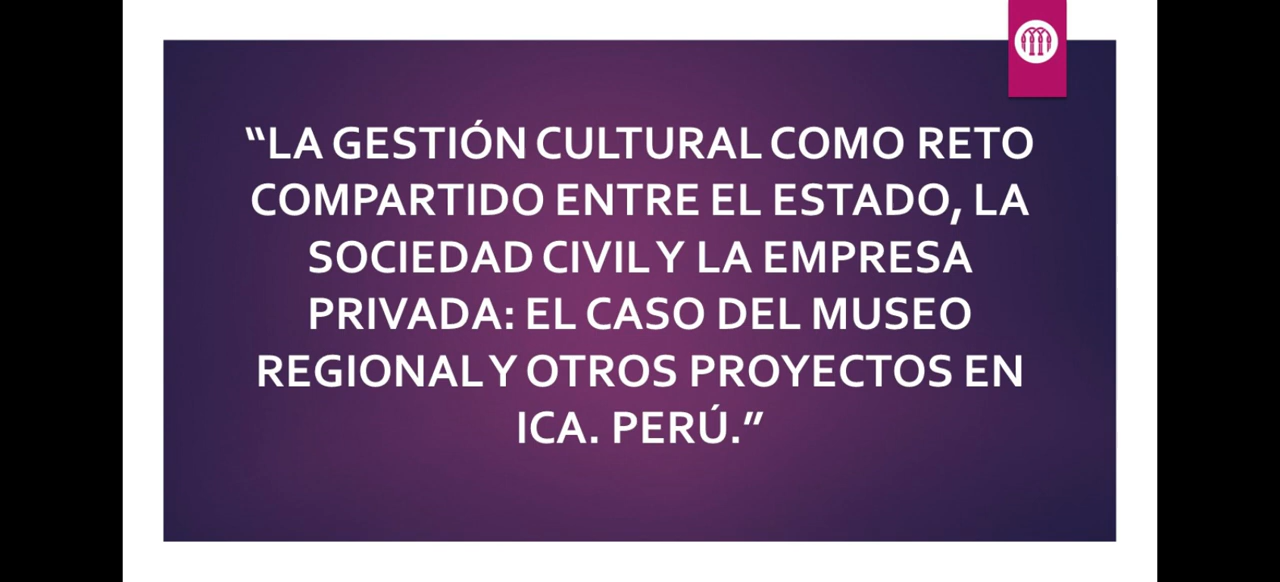 “LA GESTIÓN CULTURAL COMO RETO
COMPARTIDO ENTRE EL ESTADO, LA
SOCIEDAD CIVIL Y LA EMPRESA
PRIVADA: EL CASO DEL MUSEO
REGIONAL Y OTROS PROYECTOS EN
ICA. PERÚ.”